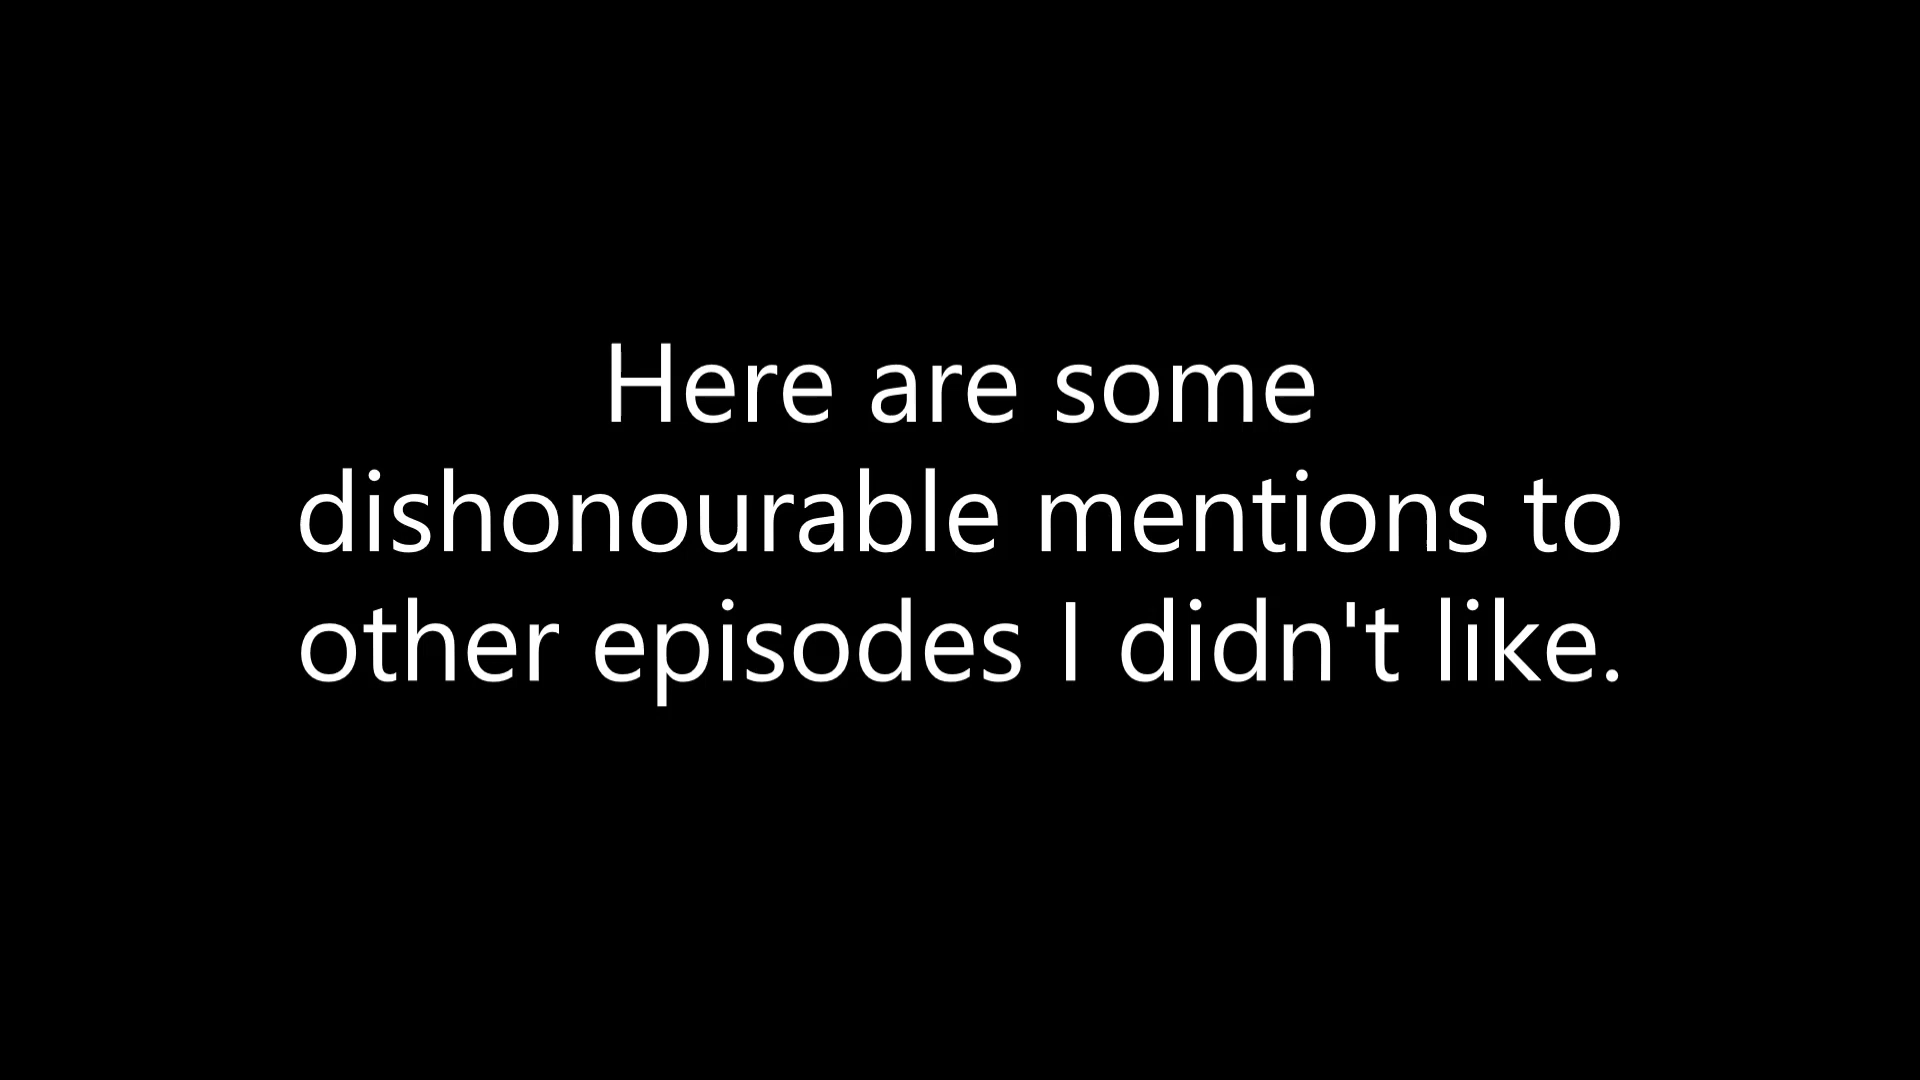 Here are some
dishonourable mentions to
other episodes I didn't like.